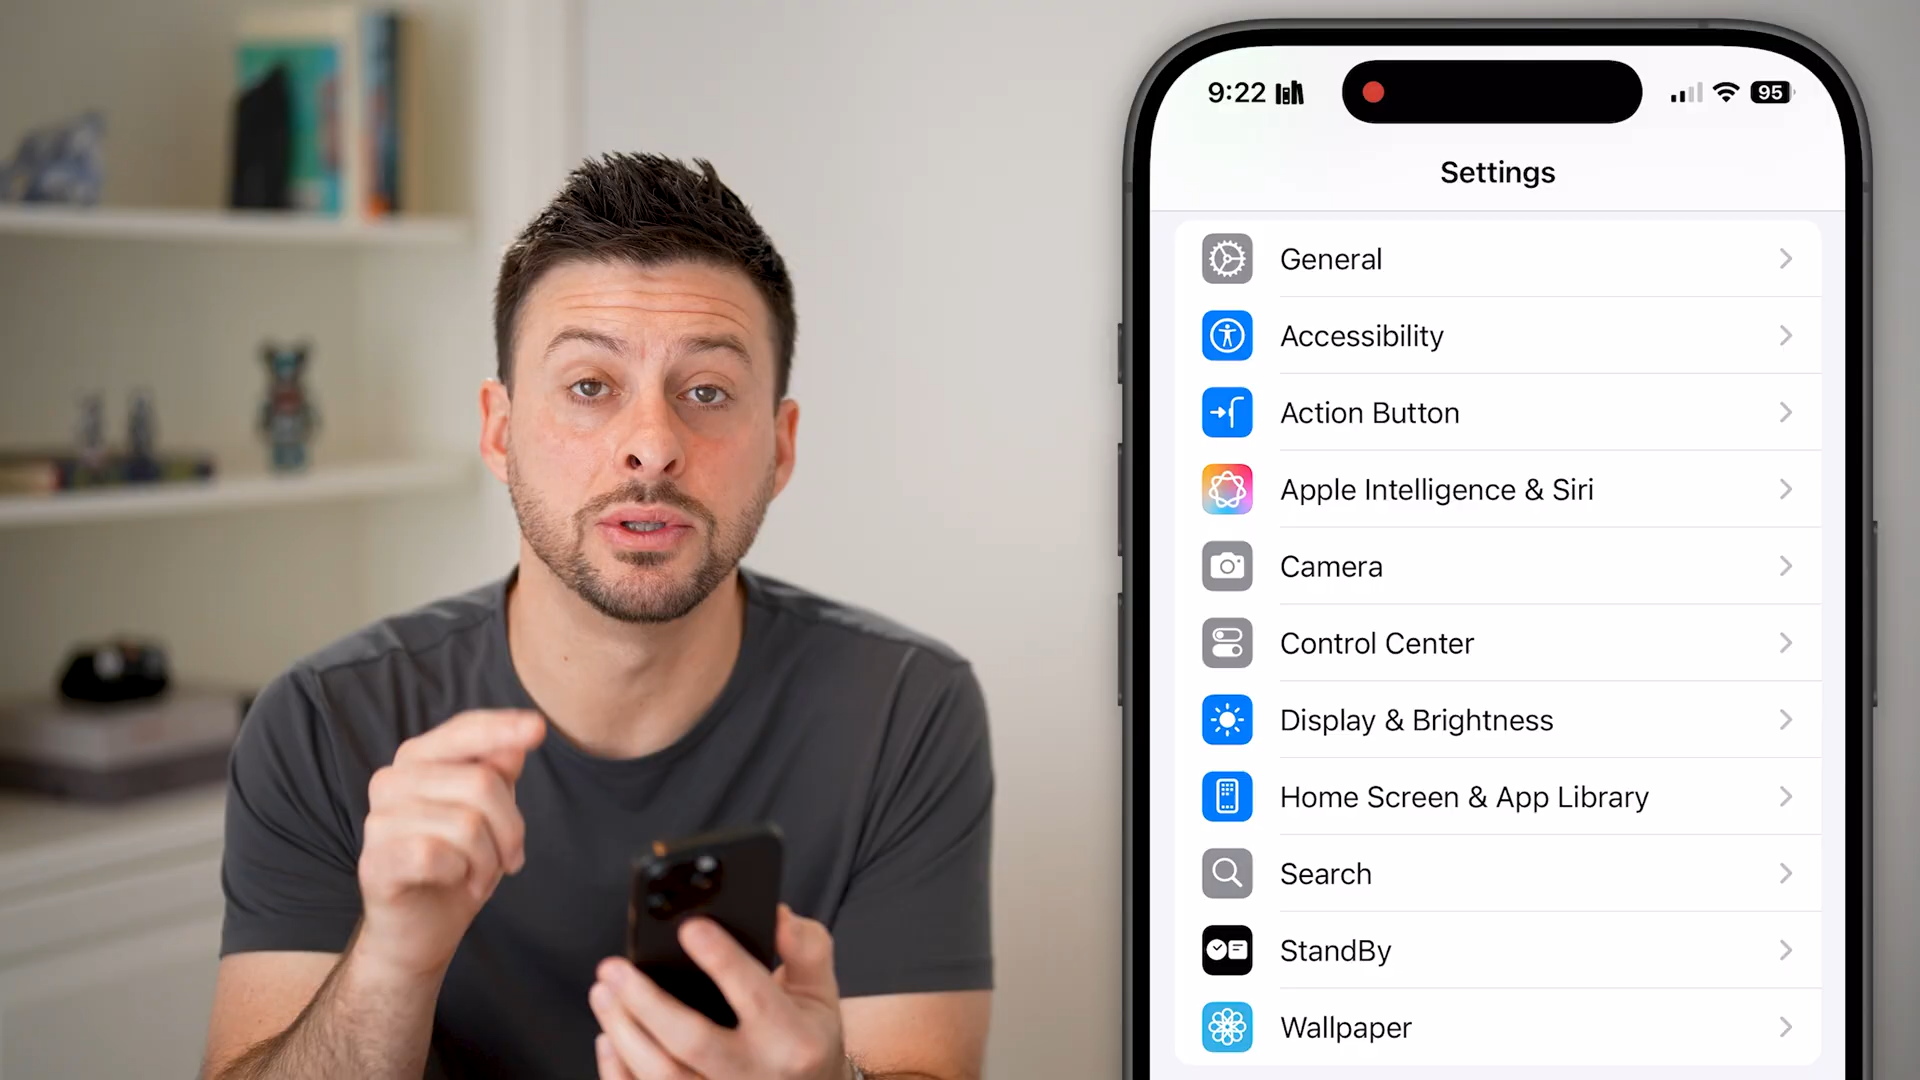 9:22
95
Settings
General
Accessibility
Action Button
Apple Intelligence & Siri
Camera
Control Center
Display & Brightness
Home Screen & App Library
Search
StandBy
Wallpaper